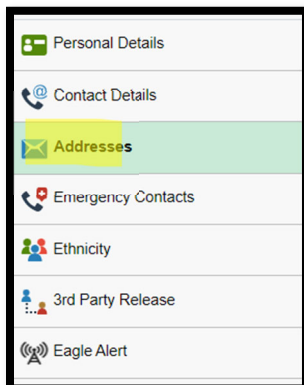 Personal Details
Contact Details
Addresses
Emergency Contacts
Ethnicity
3rd Party Release
Eagle Alert